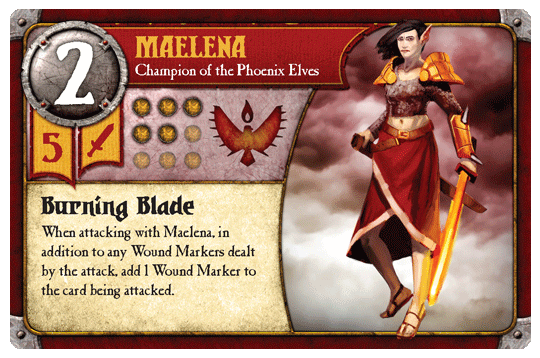 2
MAELENA
Champion of the Phoenix Elves
5
Burning Blade
When attacking with Maelena, in
addition to any Wound Markers dealt
by the attack, add 1 Wound Marker to
the card being attacked.